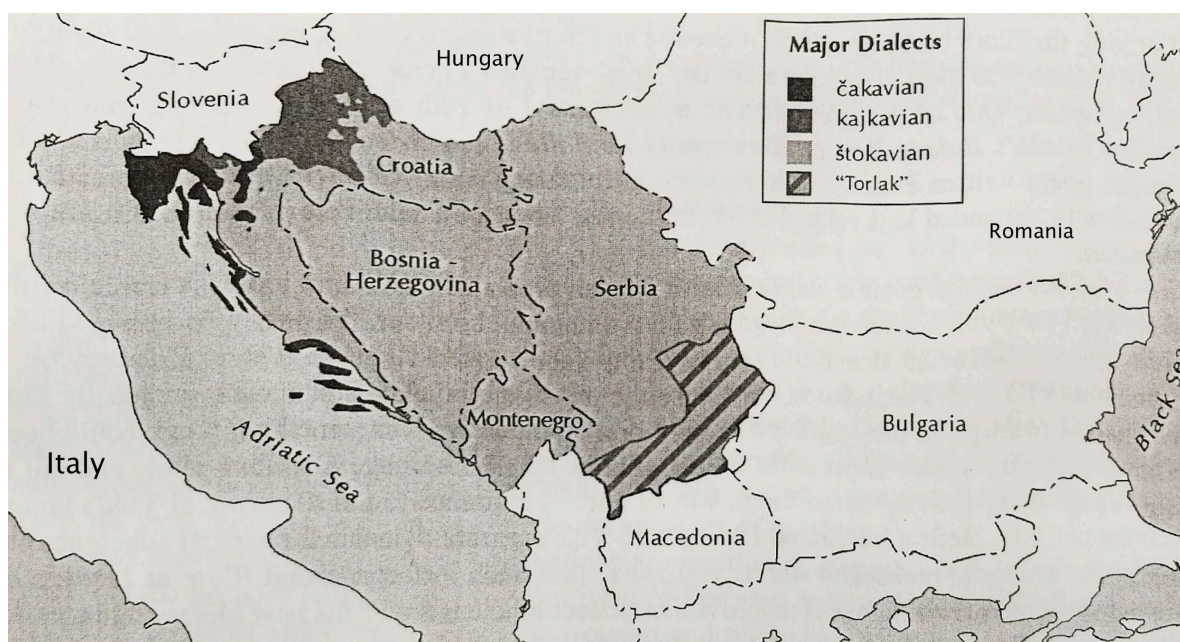 Major Dialects
čakavian
kajkavian
štokavian
"Torlak"
Hungary
Slovenia
Croatia
Romania
Bosnia -
Herzegovina
Serbia
Montenegro
Bulgaria
Black Sea
Adriatic Sea
Italy
Macedonia